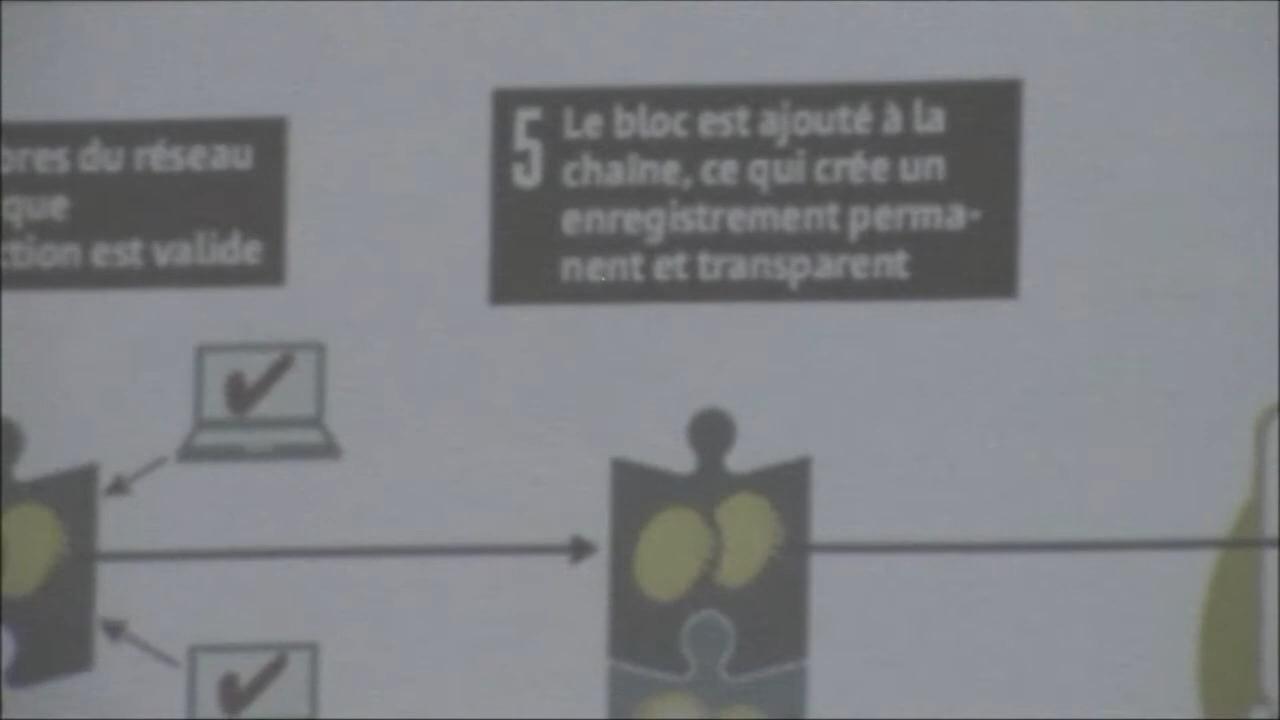 bres du réseau
que
ction est valide
5
Le bloc est ajouté à la
chaîne, ce qui crée un
enregistrement perma-
nent et transparent